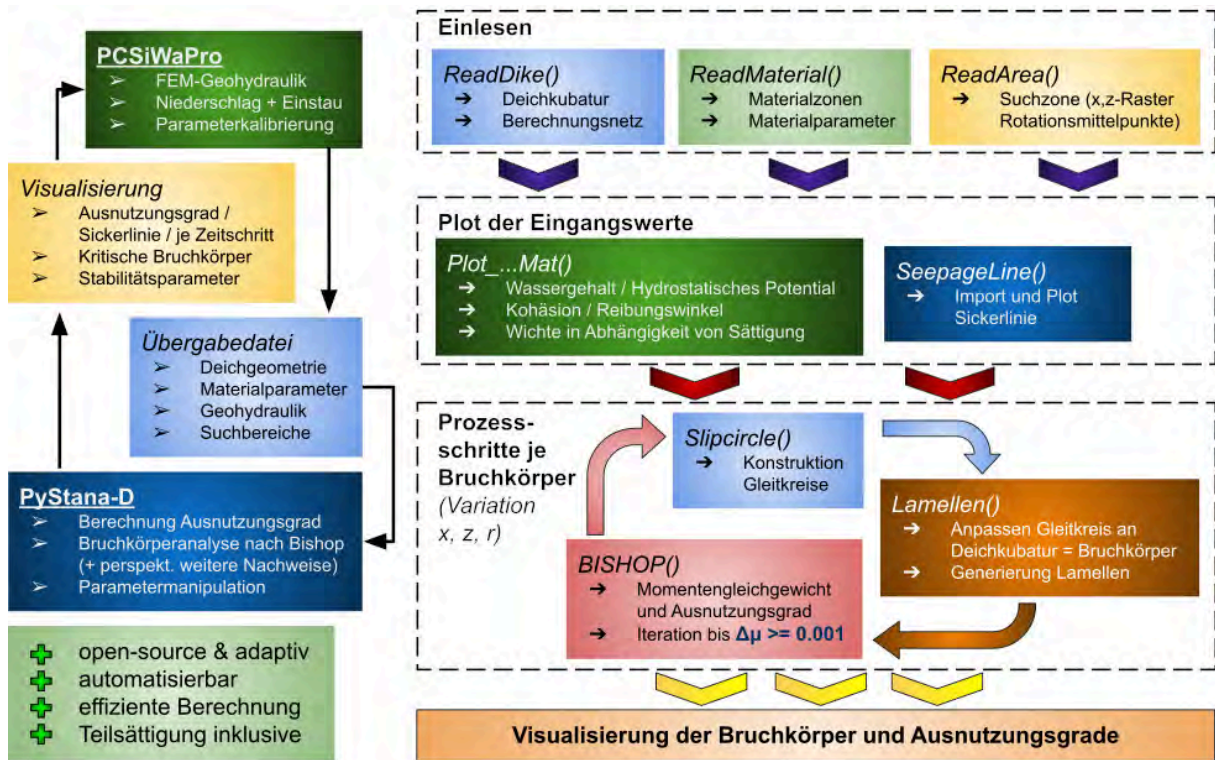 PCSiWaPro
➢ FEM-Geohydraulik
➢ Niederschlag + Einstau
➢ Parameterkalibrierung
Visualisierung
➢ Ausnutzungsgrad /
Sickerlinie / je Zeitschritt
➢ Kritische Bruchkörper
➢ Stabilitätsparameter
Übergabedatei
➢ Deichgeometrie
➢ Materialparameter
➢ Geohydraulik
➢ Suchbereiche
PyStana-D
➢ Berechnung Ausnutzungsgrad
➢ Bruchkörperanalyse nach Bishop
(+ perspekt. weitere Nachweise)
➢ Parametermanipulation
open-source & adaptiv
automatisierbar
effiziente Berechnung
Teilsättigung inklusive
Einlesen
ReadDike()
➔ Deichkubatur
➔ Berechnungsnetz
ReadMaterial()
➔ Materialzonen
➔ Materialparameter
ReadArea()
➔ Suchzone (x,z-Raster
Rotationsmittelpunkte)
Plot der Eingangswerte
Plot_...Mat()
➔ Wassergehalt / Hydrostatisches Potential
➔ Kohäsion / Reibungswinkel
➔ Wichte in Abhängigkeit von Sättigung
SeepageLine()
➔ Import und Plot
Sickerlinie
Prozess-
schritte je
Bruchkörper
(Variation
x, z, r)
Slipcircle()
➔ Konstruktion
Gleitkreise
Lamellen()
➔ Anpassen Gleitkreis an
Deichkubatur = Bruchkörper
➔ Generierung Lamellen
BISHOP()
➔ Momentengleichgewicht
und Ausnutzungsgrad
➔ Iteration bis Δµ >= 0.001
Visualisierung der Bruchkörper und Ausnutzungsgrade